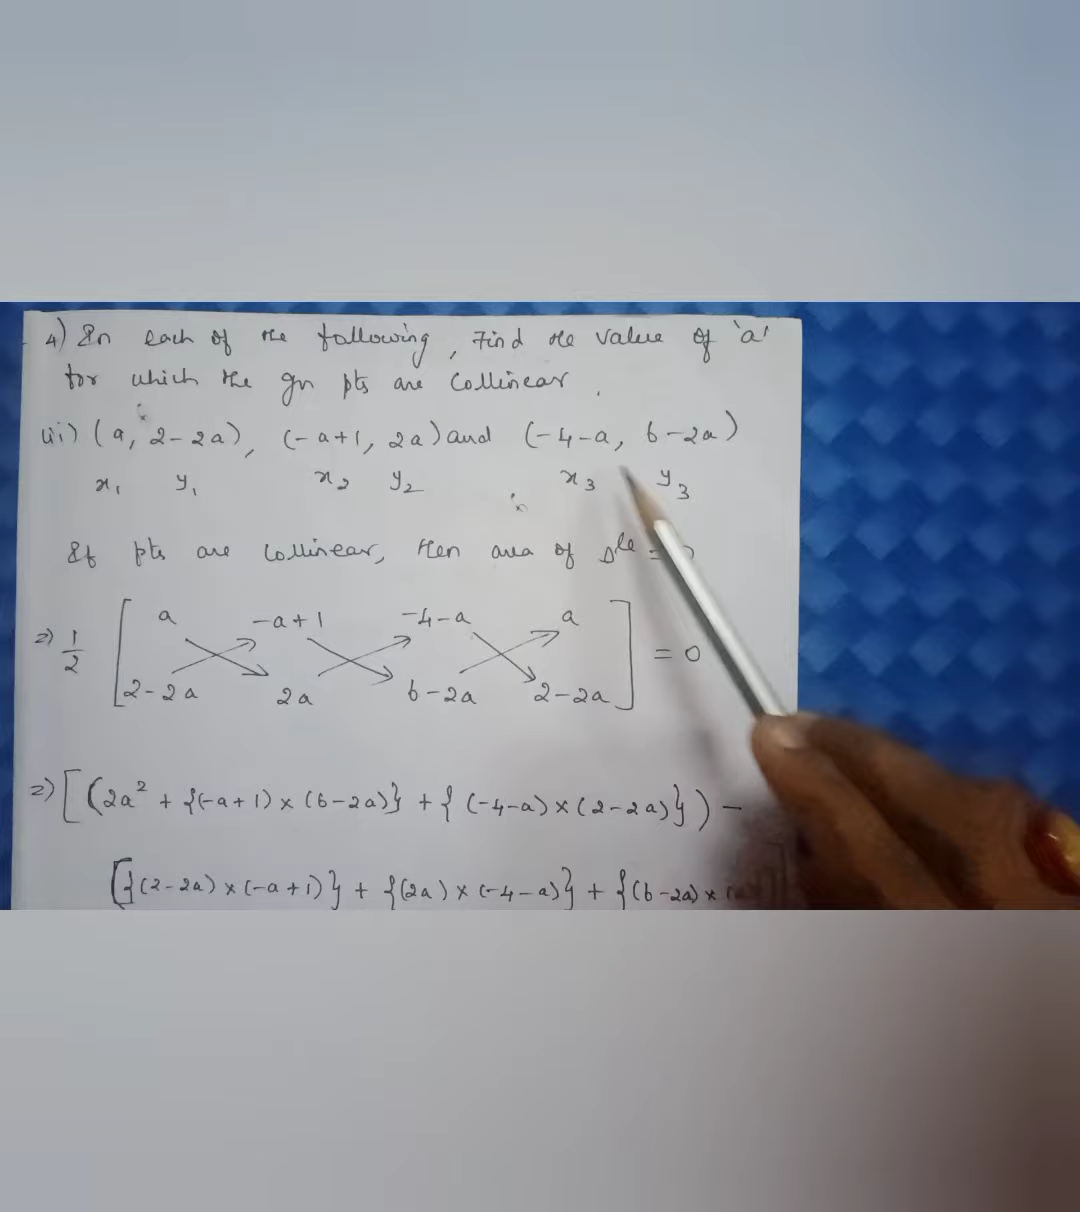 4) In each of the following, Find the value of 'a'
for which the gn pts are Collinear.
iii) (a, 2-2a), (-a+1, 2a) and (-4-a, 6-2a)
x₁ y₁ x₂ y₂ x₃ y₃
If pts are Collinear, then area of Δle =
⇒ 1/2 [ a -a+1 -4-a a
2-2a 2a 6-2a 2-2a ] = 0
⇒ [(2a² + {(-a+1) × (6-2a)} + {(-4-a) × (2-2a)}) -
[{(2-2a) × (-a+1)} + {(2a) × (-4-a)} + {(6-2a) ×